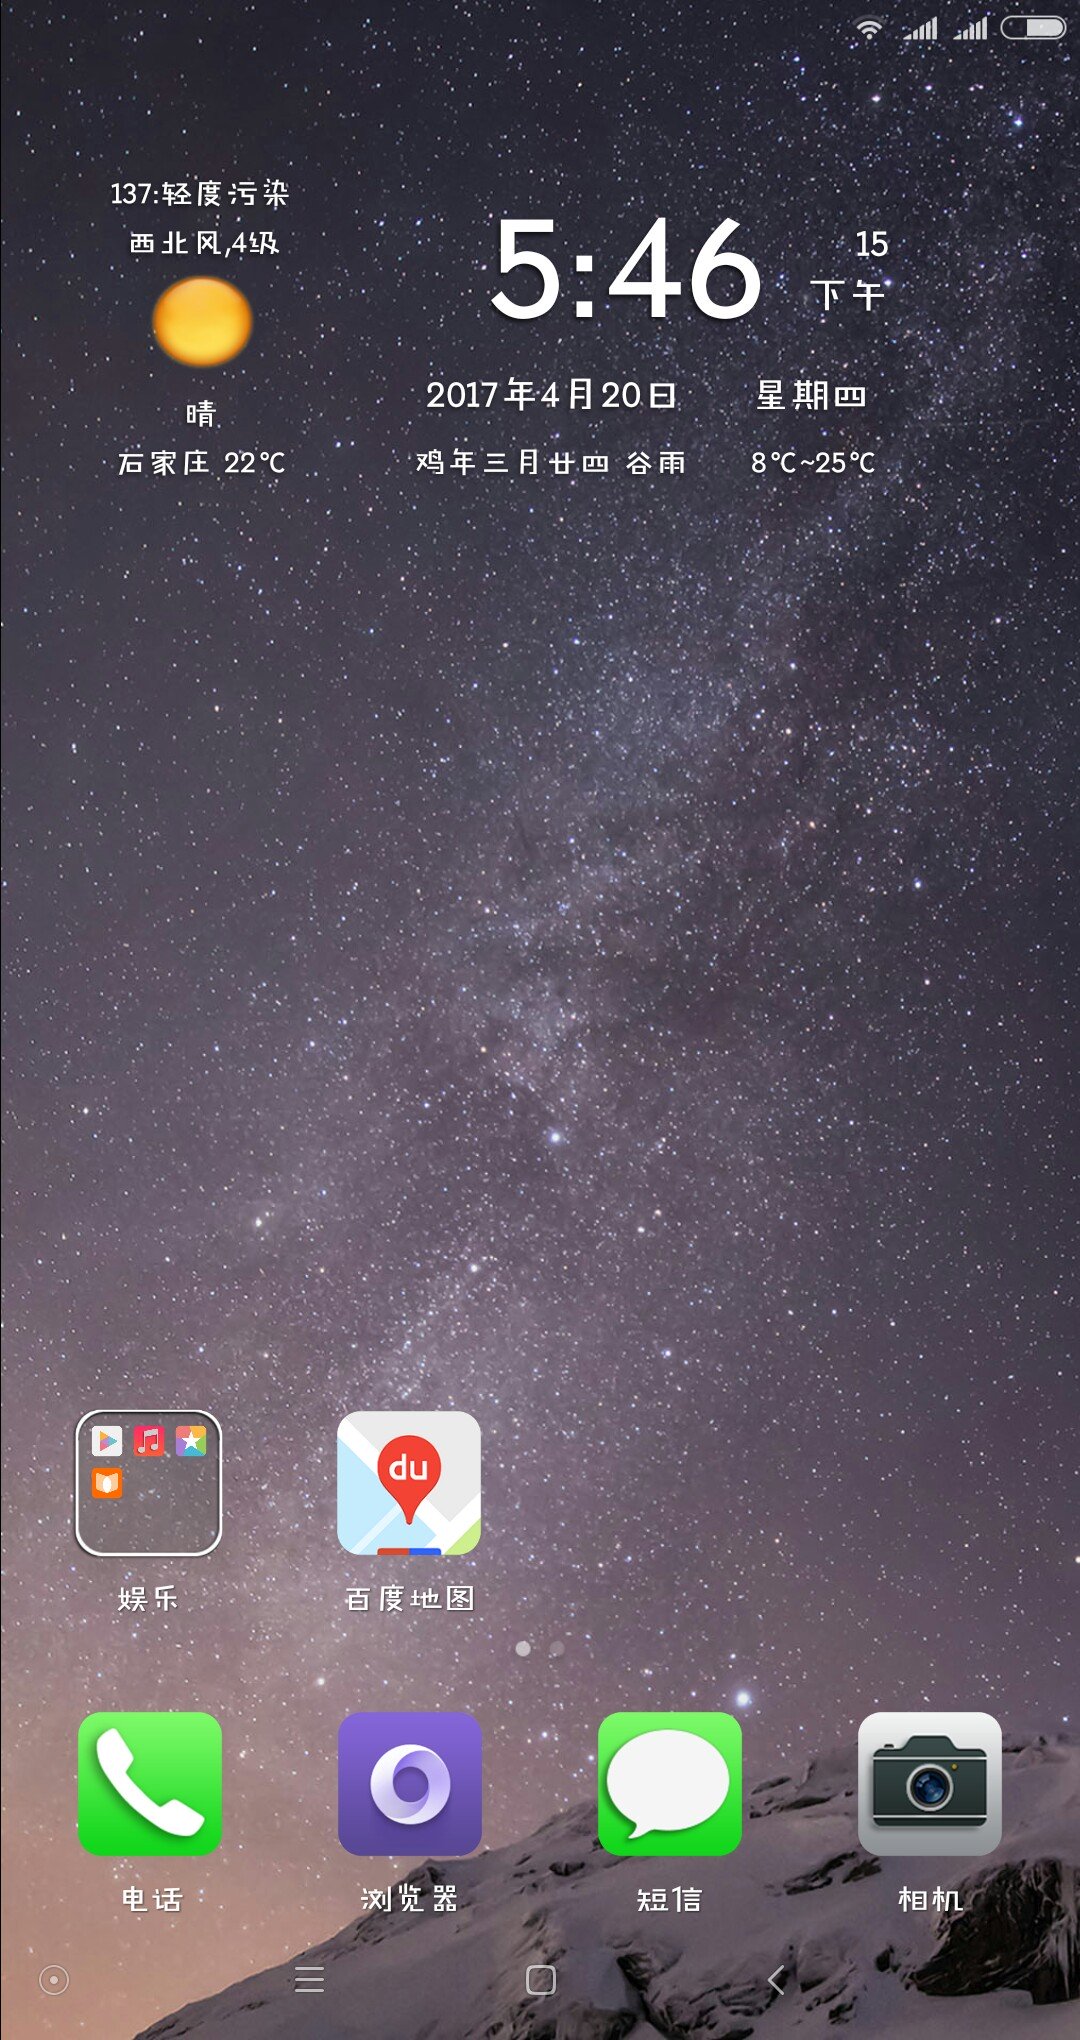 137:轻度污染
西北风,4级
晴
石家庄 22℃
5:46
15
下午
2017年4月20日 星期四
鸡年三月廿四 谷雨 8℃~25℃
du
娱乐
百度地图
电话
浏览器
短信
相机